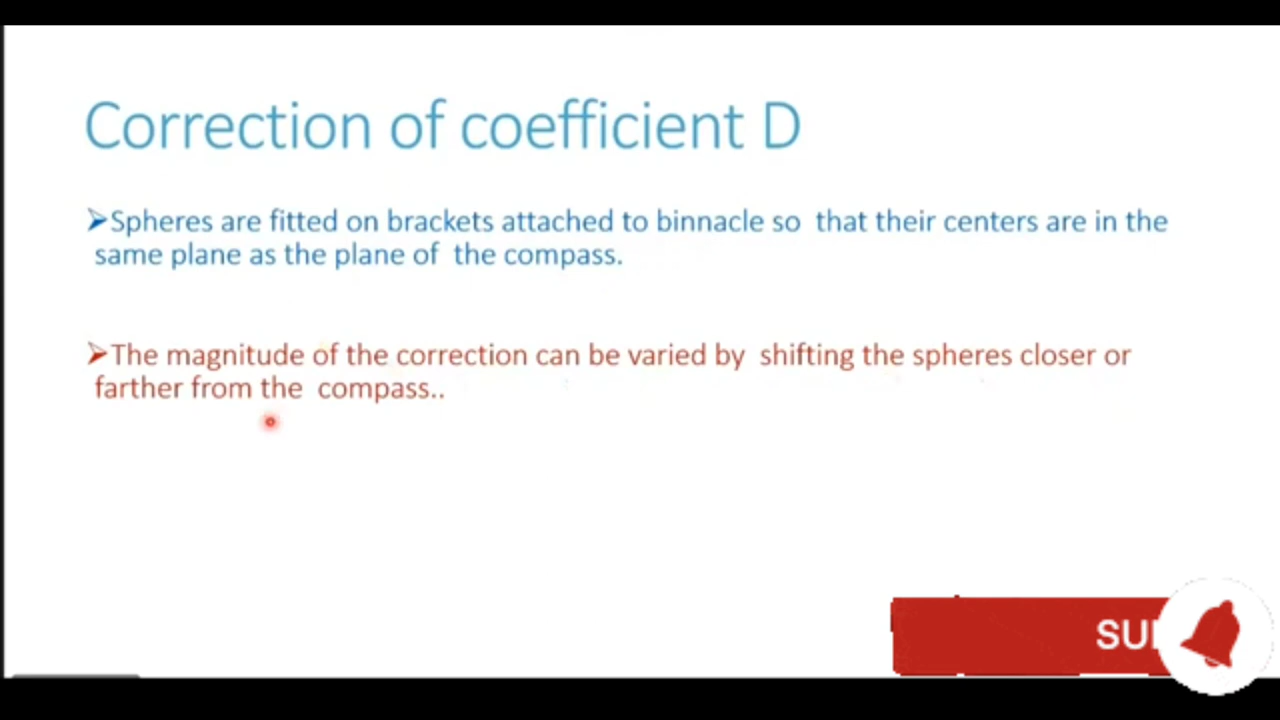 Correction of coefficient D
➢Spheres are fitted on brackets attached to binnacle so that their centers are in the
same plane as the plane of the compass.
➢The magnitude of the correction can be varied by shifting the spheres closer or
farther from the compass..